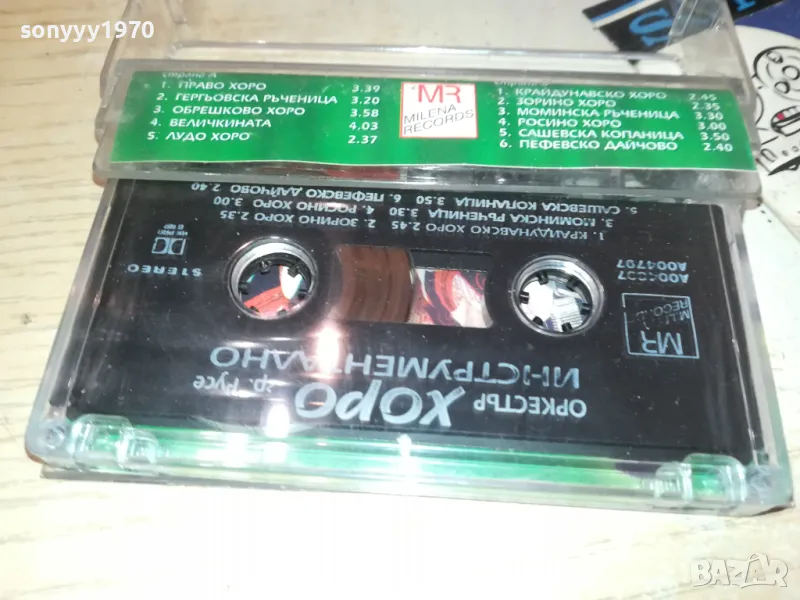 sonyyy1970
1. ПРАВО ХОРО 3.39
2. ГЕРГЬОВСКА РЪЧЕНИЦА 3.20
3. ОБРЕШКОВО ХОРО 3.58
4. ВЕЛИЧКИНАТА 4.03
5. ЛУДО ХОРО 2.37
MR
MILENA
RECORDS
1. КРАЙДУНАВСКО ХОРО 2.45
2. ЗОРИНО ХОРО 2.35
3. МОМИНСКА РЪЧЕНИЦА 3.30
4. РОСИНО ХОРО 3.00
5. САШЕВСКА КОПАНИЦА 3.50
6. ПЕФЕВСКО ДАЙЧОВО 2.40
ОРКЕСТЪР ХОРО гр. Русе
ИНСТРУМЕНТАЛНО
MR
STEREO
A004797
1. КРАЙДУНАВСКО ХОРО 2.45 2. ЗОРИНО ХОРО 2.35
3. МОМИНСКА РЪЧЕНИЦА 3.30 4. РОСИНО ХОРО 3.00
5. САШЕВСКА КОПАНИЦА 3.50 6. ПЕФЕВСКО ДАЙЧОВО 2.40
BAZAR